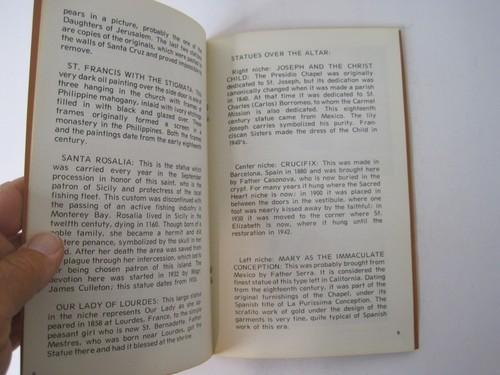 pears in a picture, probably the one of the
Daughters of Jerusalem. The last two stations
are copies of the originals, which were painted on
the walls of Santa Cruz and proved impossible to
remove.
ST. FRANCIS WITH THE STIGMATA: This
very dark oil painting over the side door is one of
three hanging in the church with frames of
Philippine mahogany, inlaid with ivory etchings
filled in with black and glazed over. The
frames originally formed a screen in a
monastery in the Philippines. Both the frames
and the paintings date from the early eighteenth
century.
SANTA ROSALIA: This is the statue which
was carried every year in the September
procession in honor of this saint, who is the
patron of Sicily and protectress of the local
fishing fleet. This custom was discontinued with
the passing of an active fishing industry in
Monterey Bay. Rosalia lived in Sicily in the
twelfth century, dying in 1160. Though born of a
noble family, she became a hermit and did
penance, symbolized by the skull in her
After her death the area was saved from
plague through her intercession, which led
her being chosen patron of this island. The
devotion here was started in 1932 by Msgr.
James Culleton; this statue dates from 1938.
OUR LADY OF LOURDES: This large statue
in the niche represents Our Lady as she ap-
peared in 1858 at Lourdes, France, to the simple
peasant girl who is now St. Bernadette. Father
Mestres, who was born near Lourdes, got the
Statue there and had it blessed at the shrine.
STATUES OVER THE ALTAR:
Right niche: JOSEPH AND THE CHRIST
CHILD: The Presidio Chapel was originally
dedicated to St. Joseph, but its dedication was
canonically changed when it was made a parish
in 1840. At that time it was dedicated to St.
Charles (Carlos) Borromeo, to whom the Carmel
Mission is also dedicated. This eighteenth
century statue came from Mexico. The lily
Joseph carries symbolized his purity. Fran-
ciscan Sisters made the dress of the Child in
1940's.
Center niche: CRUCIFIX: This was made in
Barcelona, Spain in 1880 and was brought here
by Father Casonova, who is now buried in the
crypt. For many years it hung where the Sacred
Heart niche is now; in 1900 it was placed in
between the doors in the vestibule, where one
foot was nearly kissed away by the faithful; in
1938 it was moved to the corner where St.
Elizabeth is now, where it hung until the
restoration in 1942.
Left niche: MARY AS THE IMMACULATE
CONCEPTION: This was probably brought from
Mexico by Father Serra. It is considered the
finest statue of this type left in California. Dating
from the eighteenth century, it was part of the
original furnishings of the Chapel, under the
Spanish title of La Purissima Conception. The
scrafito work of gold under the design of the
garments is very fine, quite typical of Spanish
work of this era.
9